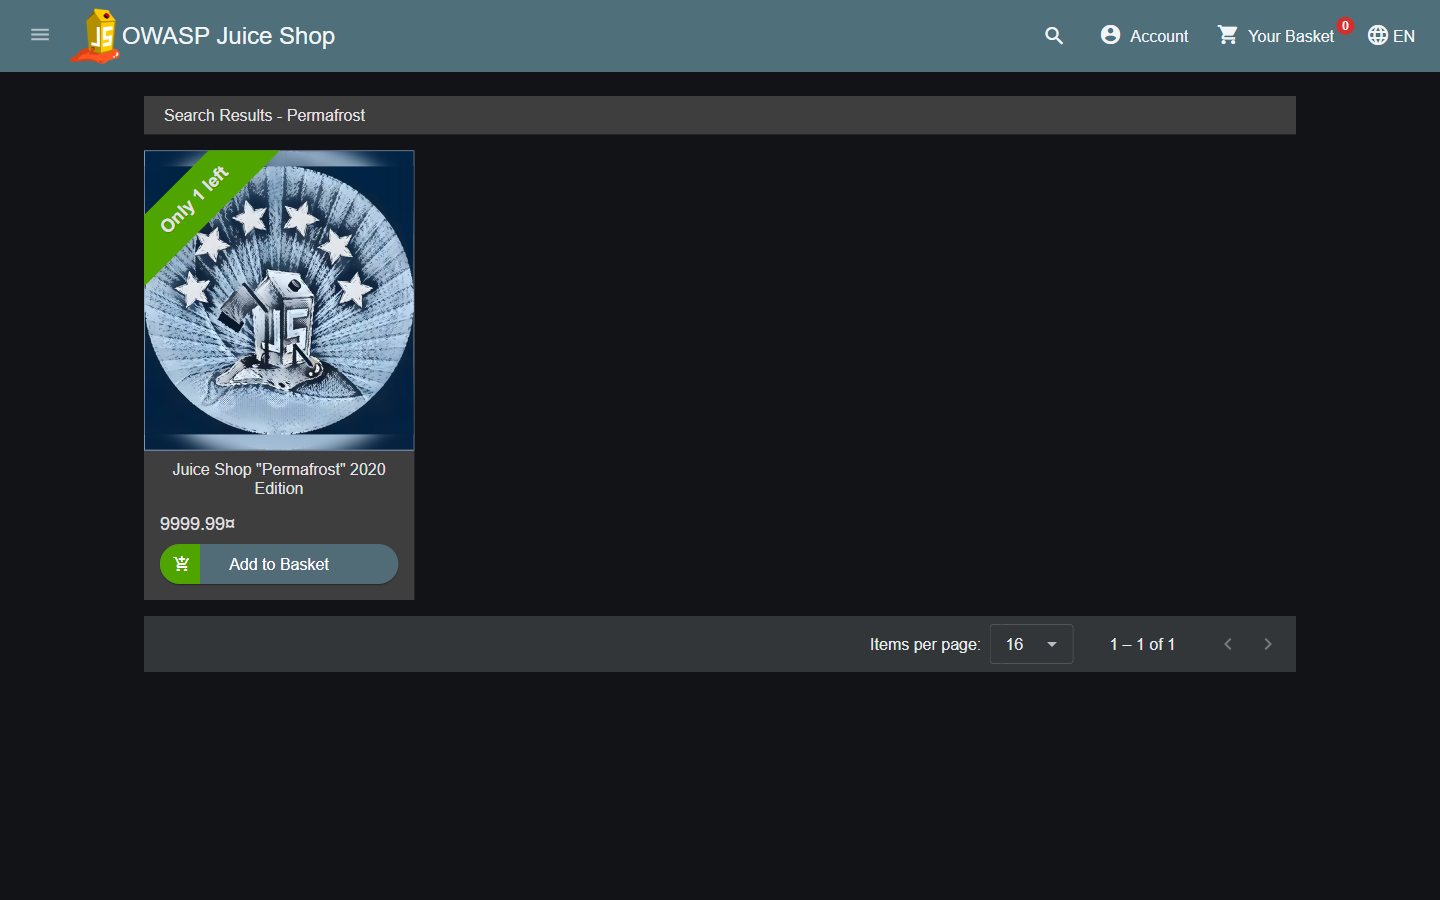 OWASP Juice Shop
Account
Your Basket
0
EN
Search Results - Permafrost
Only 1 left
JS
Juice Shop "Permafrost" 2020
Edition
9999.99¤
Add to Basket
Items per page:
16
1 – 1 of 1